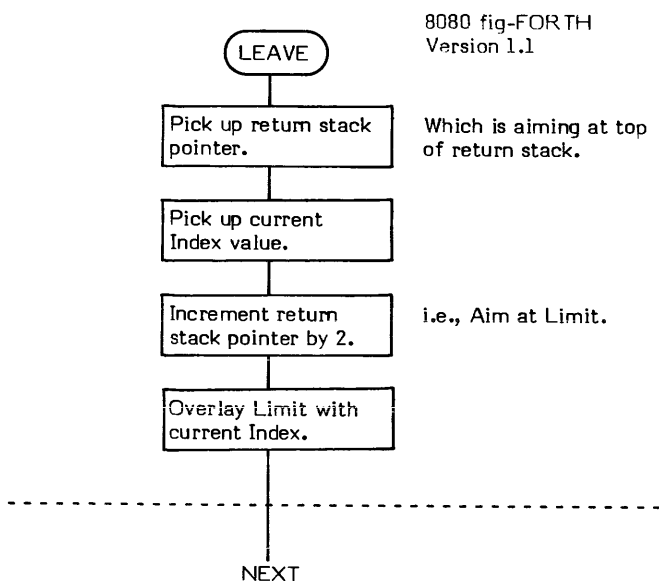 8080 fig-FORTH
Version 1.1
LEAVE
Pick up return stack
pointer.
Which is aiming at top
of return stack.
Pick up current
Index value.
Increment return
stack pointer by 2.
i.e., Aim at Limit.
Overlay Limit with
current Index.
NEXT